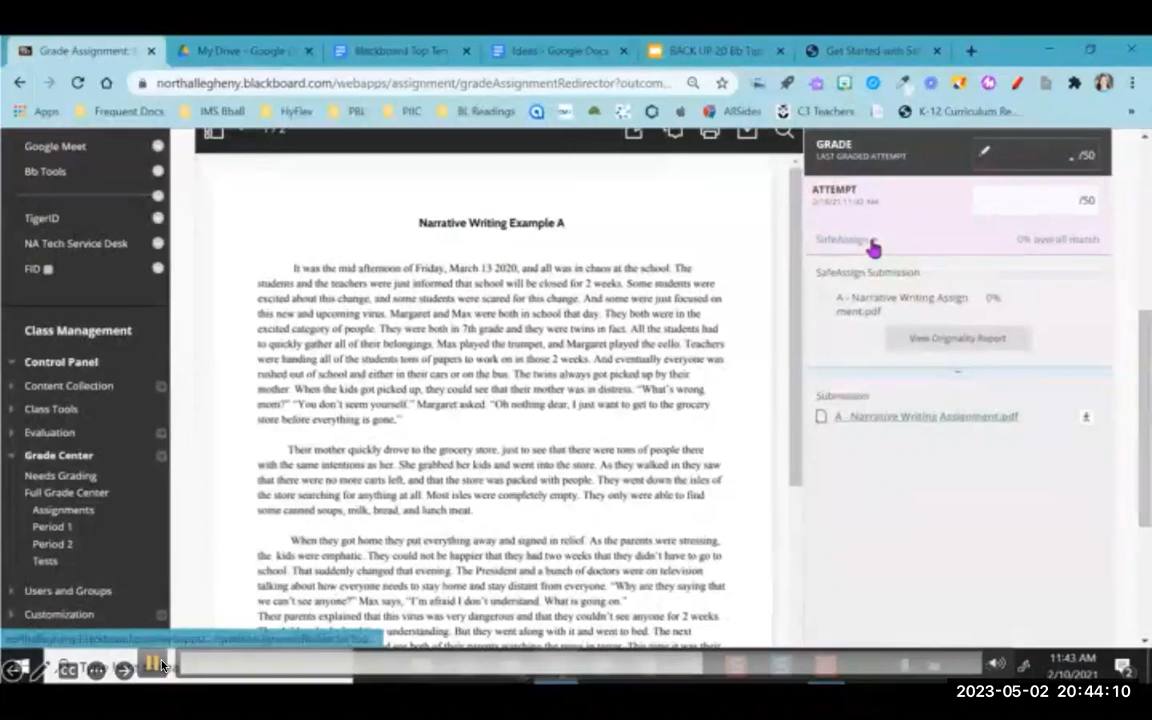 Grade Assignment:
My Drive - Google
Blackboard Top Ten
Ideas - Google Docs
BACK UP-20 Bb Tip
Get Started with Sa
northallegheny.blackboard.com/webapps/assignment/gradeAssignmentRedirector?outcom...
Apps
Frequent Docs
IMS Bball
HyFlex
PBL
PIIC
BL Readings
AllSides
C3 Teachers
K-12 Curriculum Re...
Google Meet
Bb Tools
TigerID
NA Tech Service Desk
FID
Class Management
Control Panel
Content Collection
Class Tools
Evaluation
Grade Center
Needs Grading
Full Grade Center
Assignments
Period 1
Period 2
Tests
Users and Groups
Customization
Narrative Writing Example A
It was the mid afternoon of Friday, March 13 2020, and all was in chaos at the school. The
students and the teachers were just informed that school will be closed for 2 weeks. Some students were
excited about this change, and some students were scared for this change. And some were just focused on
this new and upcoming virus. Margaret and Max were both in school that day. They both were in the
excited category of people. They were both in 7th grade and they were twins in fact. All the students had
to quickly gather all of their belongings. Max played the trumpet, and Margaret played the cello. Teachers
were handing all of the students tons of papers to work on in those 2 weeks. And eventually everyone was
rushed out of school and either in their cars or on the bus. The twins always got picked up by their
mother. When the kids got picked up, they could see that their mother was in distress. "What's wrong
mom?" "You don't seem yourself." Margaret asked. "Oh nothing dear, I just want to get to the grocery
store before everything is gone."
Their mother quickly drove to the grocery store, just to see that there were tons of people there
with the same intentions as her. She grabbed her kids and went into the store. As they walked in they saw
that there were no more carts left, and that the store was packed with people. They went down the isles of
the store searching for anything at all. Most isles were completely empty. They only were able to find
some canned soups, milk, bread, and lunch meat.
When they got home they put everything away and signed in relief. As the parents were stressing,
the kids were emphatic. They could not be happier that they had two weeks that they didn't have to go to
school. That suddenly changed that evening. The President and a bunch of doctors were on television
talking about how everyone needs to stay home and stay distant from everyone. "Why are they saying that
we can't see anyone?" Max says, "I'm afraid I don't understand. What is going on."
Their parents explained that this virus was very dangerous and that they couldn't see anyone for 2 weeks.
understanding. But they went along with it and went to bed. The next
GRADE
LAST GRADED ATTEMPT
/50
ATTEMPT
/50
SafeAssign
0% overall match
SafeAssign Submission
A - Narrative Writing Assign
ment.pdf
0%
View Originality Report
Submission
A - Narrative Writing Assignment.pdf
11:43 AM
2/10/2021
2023-05-02 20:44:10